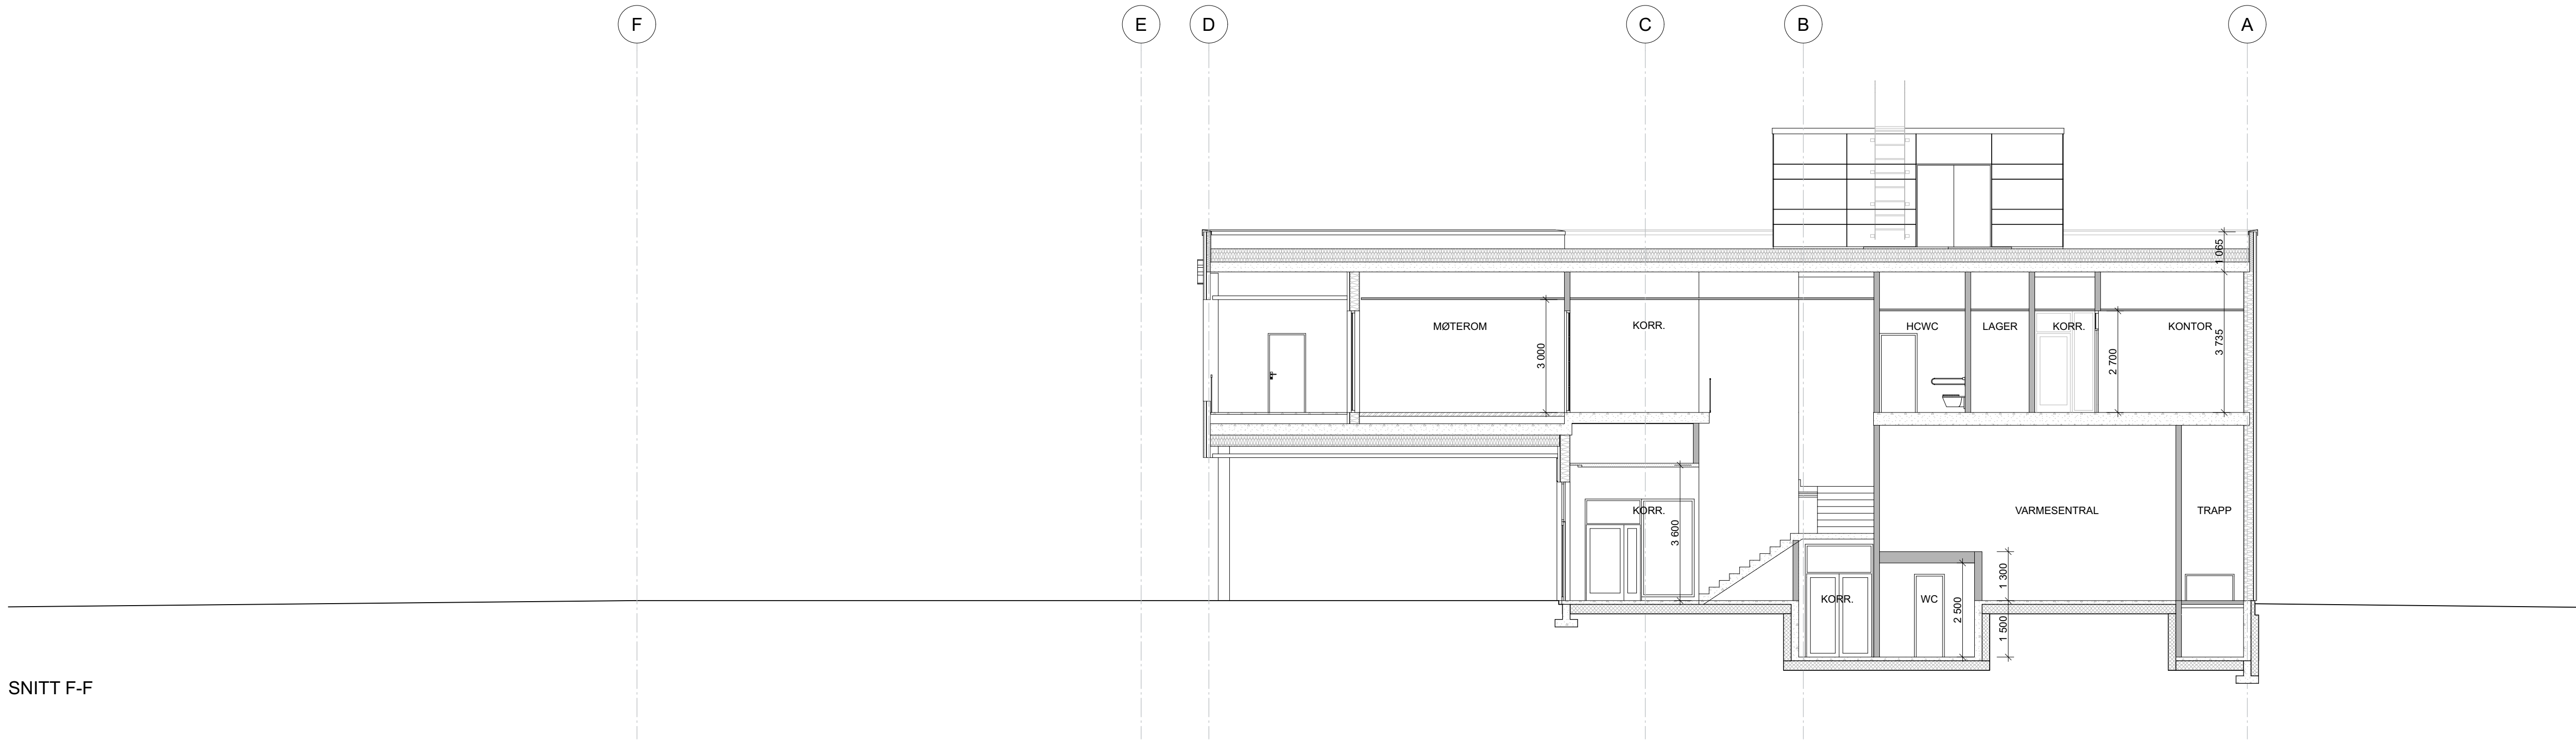 F
E
D
C
B
A
1 065
MØTEROM
KORR.
HCWC
LAGER
KORR.
KONTOR
3 000
2 700
3 735
KORR.
VARMESENTRAL
TRAPP
3 600
1 300
KORR.
WC
2 500
1 500
SNITT F-F